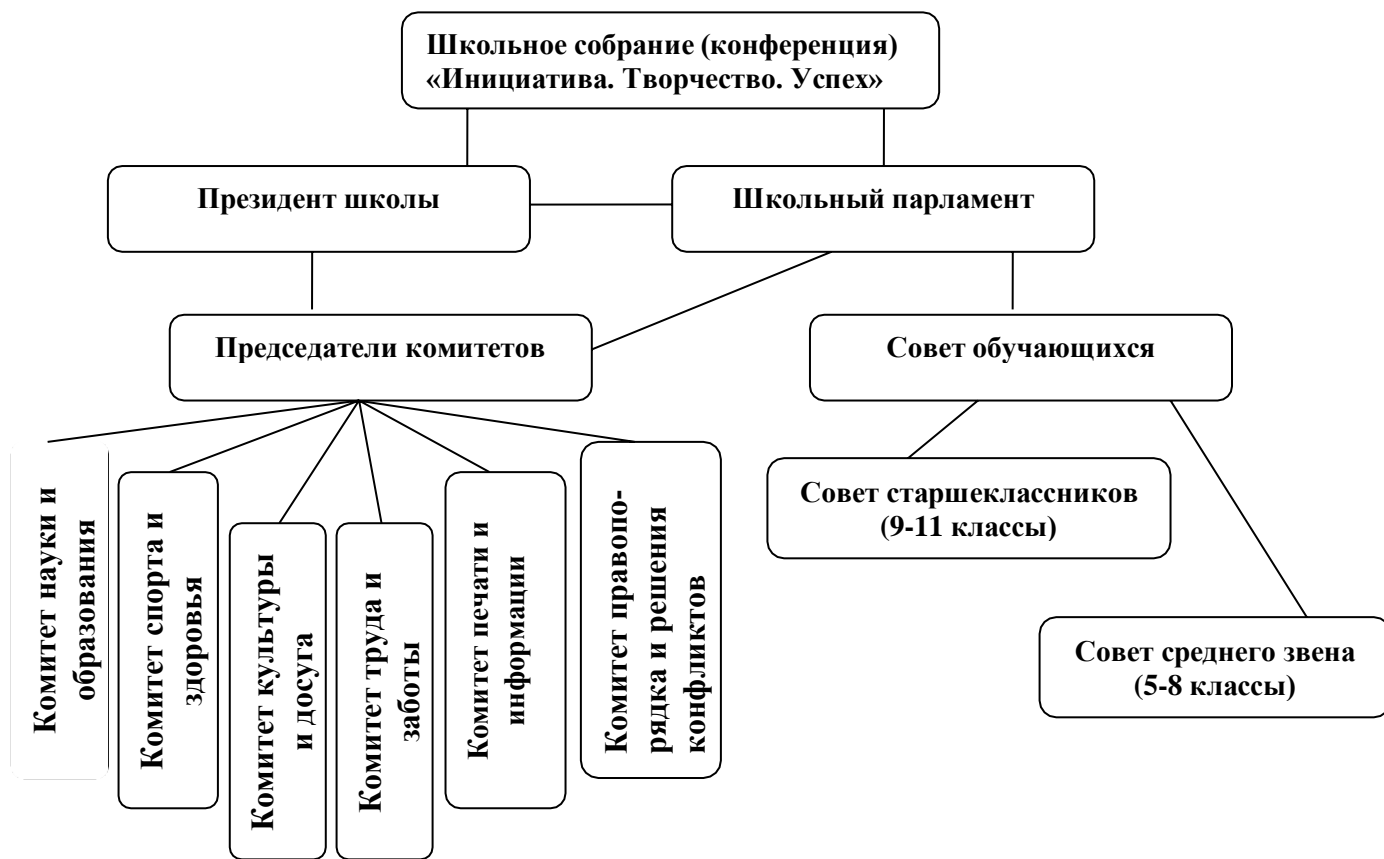 Школьное собрание (конференция)
«Инициатива. Творчество. Успех»
Президент школы
Школьный парламент
Председатели комитетов
Совет обучающихся
Комитет науки и
образования
Комитет спорта и
здоровья
Комитет культуры
и досуга
Комитет труда и
заботы
Комитет печати и
информации
Комитет правопо-
рядка и решения
конфликтов
Совет старшеклассников
(9-11 классы)
Совет среднего звена
(5-8 классы)